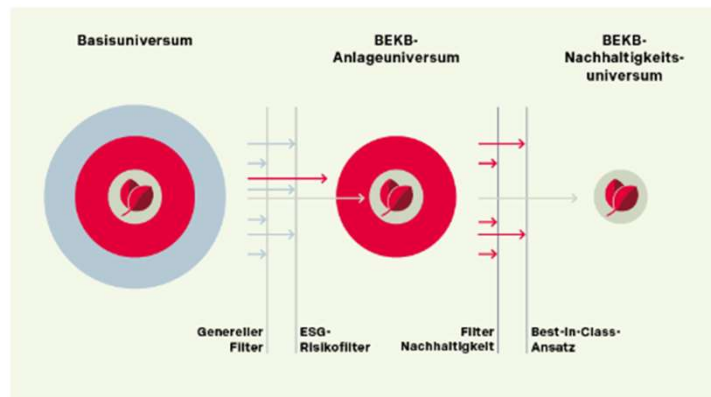 Basisuniversum
BEKB-
Anlageuniversum
BEKB-
Nachhaltigkeits-
universum
Genereller
Filter
ESG-
Risikofilter
Filter
Nachhaltigkeit
Best-in-Class-
Ansatz